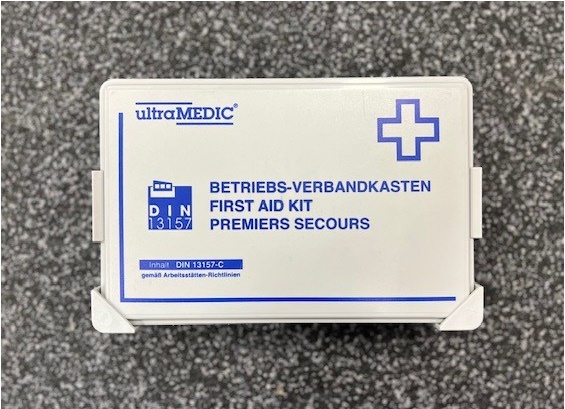 ultraMEDIC®
BETRIEBS-VERBANDKASTEN
FIRST AID KIT
PREMIERS SECOURS
DIN
13157
Inhalt DIN 13157-C
gemäß Arbeitsstätten-Richtlinien